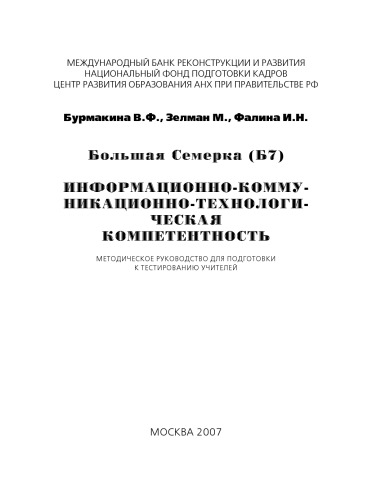 МЕЖДУНАРОДНЫЙ БАНК РЕКОНСТРУКЦИИ И РАЗВИТИЯ
НАЦИОНАЛЬНЫЙ ФОНД ПОДГОТОВКИ КАДРОВ
ЦЕНТР РАЗВИТИЯ ОБРАЗОВАНИЯ АНХ ПРИ ПРАВИТЕЛЬСТВЕ РФ
Бурмакина В.Ф., Зелман М., Фалина И.Н.
Большая Семерка (Б7)
ИНФОРМАЦИОННО-КОММУ-
НИКАЦИОННО-ТЕХНОЛОГИ-
ЧЕСКАЯ
КОМПЕТЕНТНОСТЬ
МЕТОДИЧЕСКОЕ РУКОВОДСТВО ДЛЯ ПОДГОТОВКИ
К ТЕСТИРОВАНИЮ УЧИТЕЛЕЙ
МОСКВА 2007